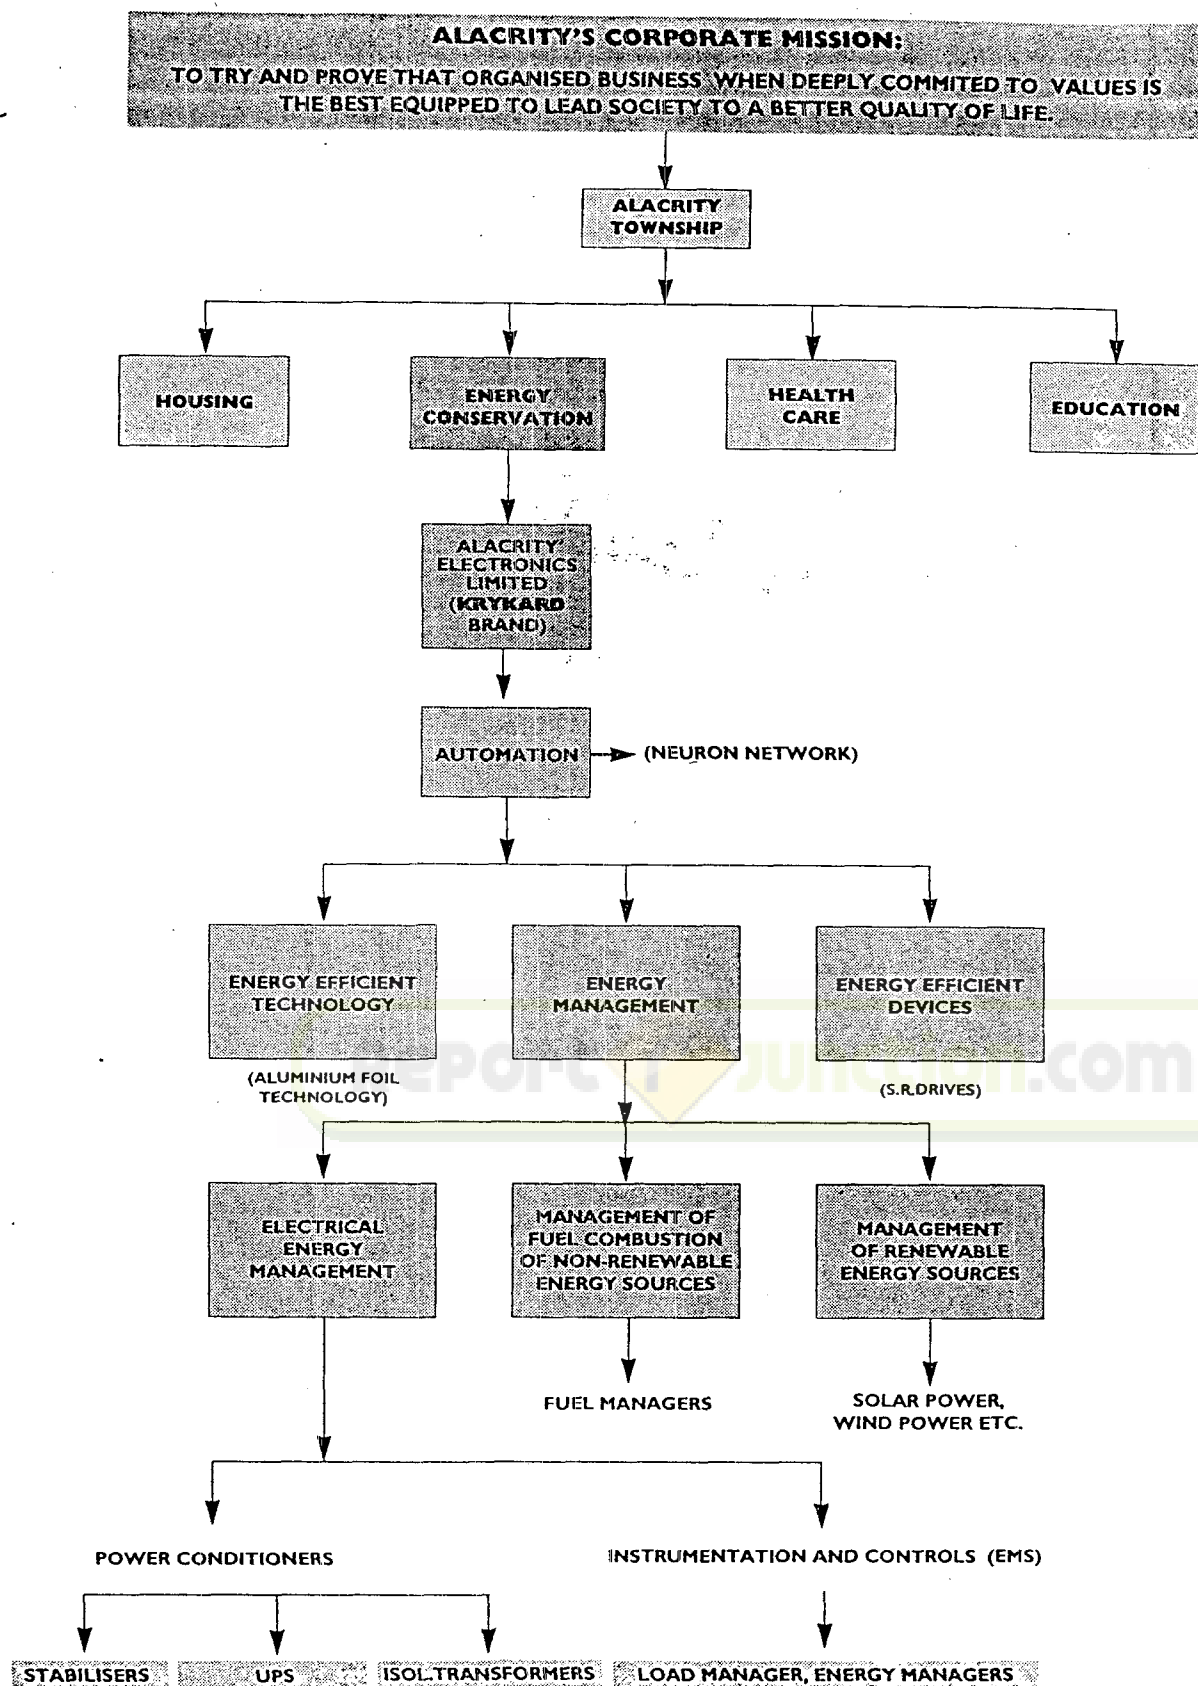 ALACRITY'S CORPORATE MISSION:
TO TRY AND PROVE THAT ORGANISED BUSINESS WHEN DEEPLY COMMITED TO VALUES IS
THE BEST EQUIPPED TO LEAD SOCIETY TO A BETTER QUALITY OF LIFE.
ALACRITY
TOWNSHIP
HOUSING
ENERGY
CONSERVATION
HEALTH
CARE
EDUCATION
ALACRITY
ELECTRONICS
LIMITED
(KRYKARD
BRAND)
AUTOMATION
(NEURON NETWORK)
ENERGY EFFICIENT
TECHNOLOGY
ENERGY
MANAGEMENT
ENERGY EFFICIENT
DEVICES
(ALUMINIUM FOIL
TECHNOLOGY)
(S.R.DRIVES)
REPORT JUNCTION.COM
ELECTRICAL
ENERGY
MANAGEMENT
MANAGEMENT OF
FUEL COMBUSTION
OF NON-RENEWABLE
ENERGY SOURCES
MANAGEMENT
OF RENEWABLE
ENERGY SOURCES
FUEL MANAGERS
SOLAR POWER,
WIND POWER ETC.
POWER CONDITIONERS
INSTRUMENTATION AND CONTROLS (EMS)
STABILISERS
UPS
ISOL.TRANSFORMERS
LOAD MANAGER, ENERGY MANAGERS